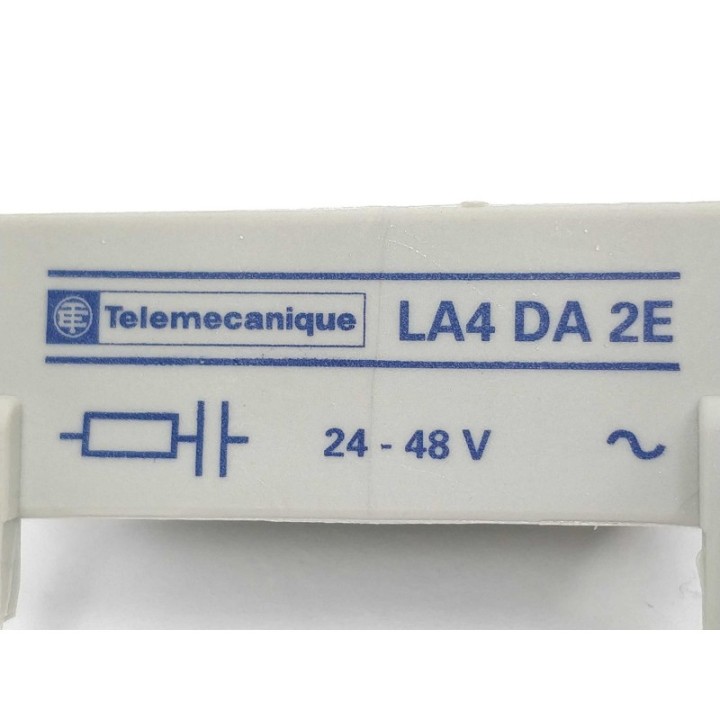 Telemecanique LA4 DA 2E
24 - 48 V ~